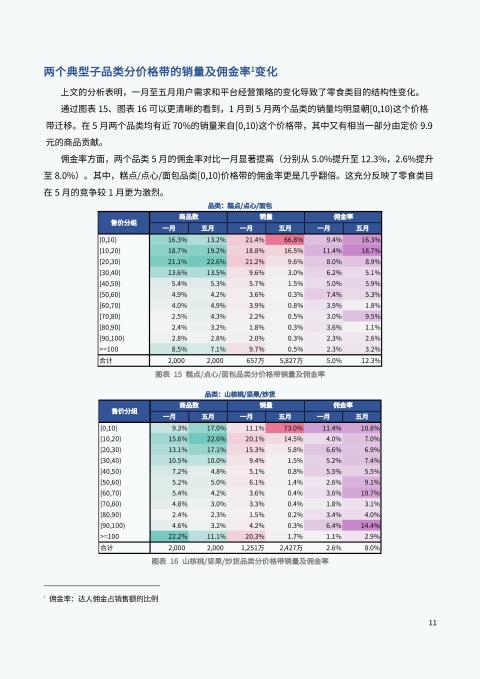 两个典型子品类分价格带的销量及佣金率¹变化
上文的分析表明，一月至五月用户需求和平台经营策略的变化导致了零食类目的结构性变化。
通过图表 15、图表 16 可以更清晰的看到，1 月到 5 月两个品类的销量均明显朝[0,10)这个价格
带迁移。在 5 月两个品类均有近 70%的销量来自[0,10)这个价格带，其中又有相当一部分由定价 9.9
元的商品贡献。
佣金率方面，两个品类 5 月的佣金率对比一月显著提高（分别从 5.0%提升至 12.3%，2.6%提升
至 8.0%）。其中，糕点/点心/面包品类[0,10)价格带的佣金率更是几乎翻倍。这充分反映了零食类目
在 5 月的竞争较 1 月更为激烈。
品类：糕点/点心/面包
售价分组 商品数 销量 佣金率
一月 五月 一月 五月 一月 五月
[0,10) 16.3% 13.2% 21.4% 66.8% 9.4% 16.3%
[10,20) 18.7% 19.2% 18.8% 16.5% 11.4% 18.7%
[20,30) 21.1% 22.6% 21.2% 9.6% 8.0% 8.9%
[30,40) 13.6% 13.5% 9.6% 3.0% 6.2% 5.1%
[40,50) 5.4% 5.3% 5.7% 1.5% 5.0% 5.9%
[50,60) 4.9% 4.2% 3.6% 0.3% 7.4% 5.3%
[60,70) 4.0% 4.9% 3.9% 0.8% 3.9% 1.8%
[70,80) 2.5% 4.3% 2.2% 0.5% 3.0% 9.5%
[80,90) 2.4% 3.2% 1.8% 0.3% 3.6% 1.1%
[90,100) 2.8% 2.8% 2.0% 0.3% 2.3% 2.6%
>=100 8.5% 7.1% 9.7% 0.5% 2.3% 3.2%
合计 2,000 2,000 657万 5,827万 5.0% 12.3%
图表 15 糕点/点心/面包品类分价格带销量及佣金率
品类：山核桃/坚果/炒货
售价分组 商品数 销量 佣金率
一月 五月 一月 五月 一月 五月
[0,10) 9.3% 17.0% 11.1% 73.0% 11.4% 10.8%
[10,20) 15.6% 22.6% 20.1% 14.5% 4.0% 7.0%
[20,30) 13.1% 17.1% 15.3% 5.8% 6.6% 6.9%
[30,40) 10.5% 10.0% 9.4% 1.5% 5.2% 7.4%
[40,50) 7.2% 4.8% 5.1% 0.8% 5.5% 5.5%
[50,60) 5.2% 5.0% 6.1% 1.4% 2.6% 9.1%
[60,70) 5.4% 4.2% 3.6% 0.4% 3.6% 10.7%
[70,80) 4.8% 3.0% 3.3% 0.4% 1.8% 3.1%
[80,90) 2.4% 2.3% 1.5% 0.2% 3.4% 4.0%
[90,100) 4.6% 3.2% 4.2% 0.3% 6.4% 14.4%
>=100 22.2% 11.1% 20.3% 1.7% 1.1% 2.9%
合计 2,000 2,000 1,251万 2,427万 2.6% 8.0%
图表 16 山核桃/坚果/炒货品类分价格带销量及佣金率
¹ 佣金率：达人佣金占销售额的比例
11